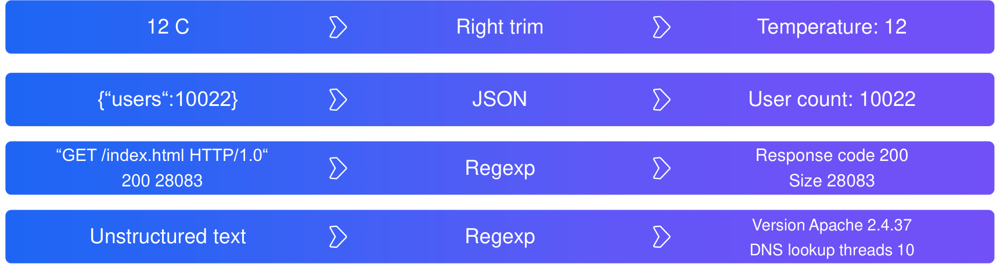 12 C Right trim Temperature: 12
{“users“:10022} JSON User count: 10022
“GET /index.html HTTP/1.0“
200 28083
Regexp
Response code 200
Size 28083
Unstructured text
Regexp
Version Apache 2.4.37
DNS lookup threads 10